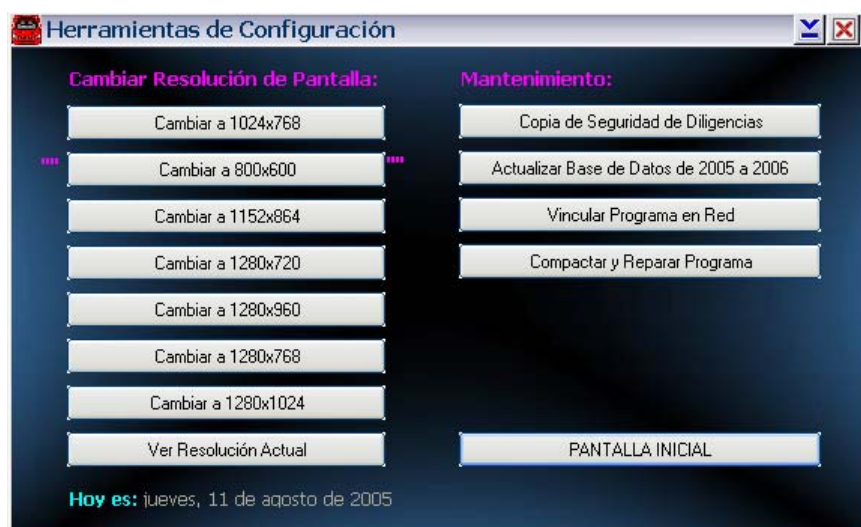 Herramientas de Configuración
Cambiar Resolución de Pantalla:
Cambiar a 1024x768
Cambiar a 800x600
Cambiar a 1152x864
Cambiar a 1280x720
Cambiar a 1280x960
Cambiar a 1280x768
Cambiar a 1280x1024
Ver Resolución Actual
Mantenimiento:
Copia de Seguridad de Diligencias
Actualizar Base de Datos de 2005 a 2006
Vincular Programa en Red
Compactar y Reparar Programa
PANTALLA INICIAL
Hoy es: jueves, 11 de agosto de 2005